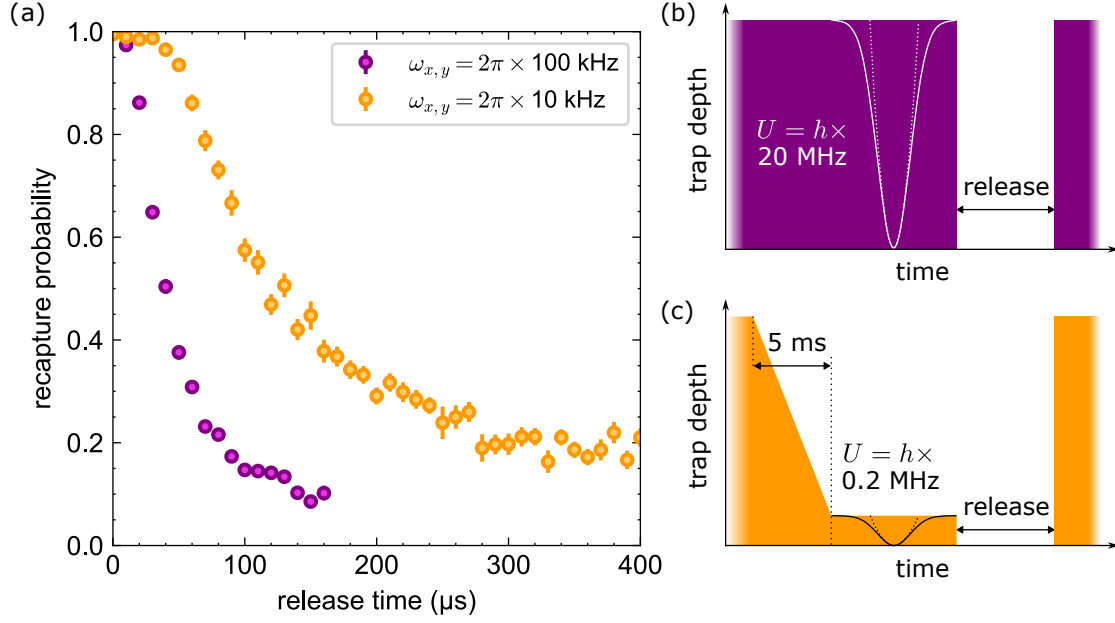 (a)
1.0
0.8
0.6
0.4
0.2
0.0
recapture probability
0
100
200
300
400
release time (μs)
ω_{x, y} = 2π × 100 kHz
ω_{x, y} = 2π × 10 kHz
(b)
trap depth
U = h×
20 MHz
release
time
(c)
trap depth
5 ms
U = h×
0.2 MHz
release
time